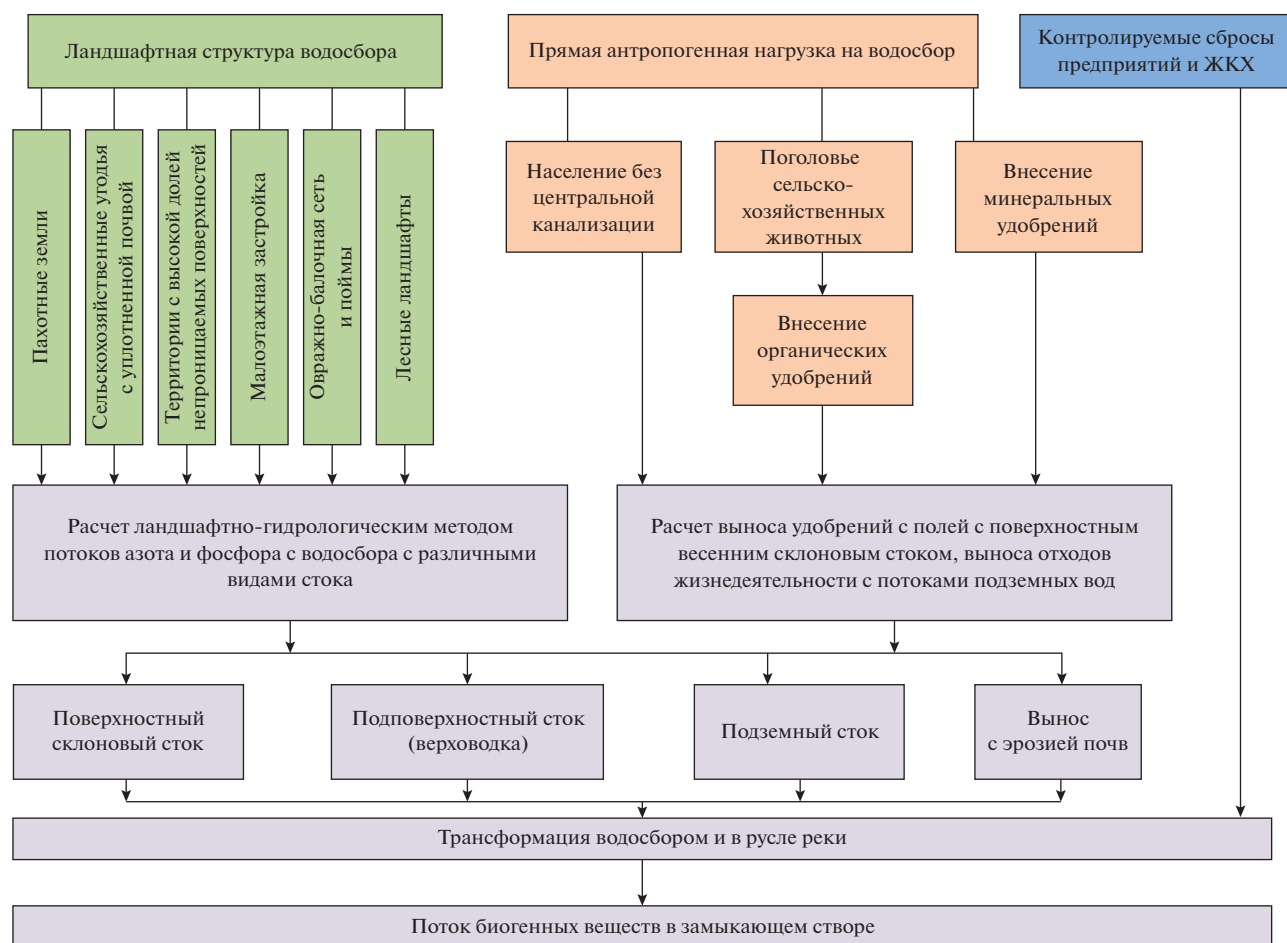 Ландшафтная структура водосбора
Прямая антропогенная нагрузка на водосбор
Контролируемые сбросы
предприятий и ЖКХ
Пахотные земли
Сельскохозяйственные угодья
с уплотненной почвой
Территории с высокой долей
непроницаемых поверхностей
Малоэтажная застройка
Овражно-балочная сеть
и поймы
Лесные ландшафты
Население без
центральной
канализации
Поголовье
сельско-
хозяйственных
животных
Внесение
минеральных
удобрений
Внесение
органических
удобрений
Расчет ландшафтно-гидрологическим методом
потоков азота и фосфора с водосбора с различными
видами стока
Расчет выноса удобрений с полей с поверхностным
весенним склоновым стоком, выноса отходов
жизнедеятельности с потоками подземных вод
Поверхностный
склоновый сток
Подповерхностный сток
(верховодка)
Подземный сток
Вынос
с эрозией почв
Трансформация водосбором и в русле реки
Поток биогенных веществ в замыкающем створе